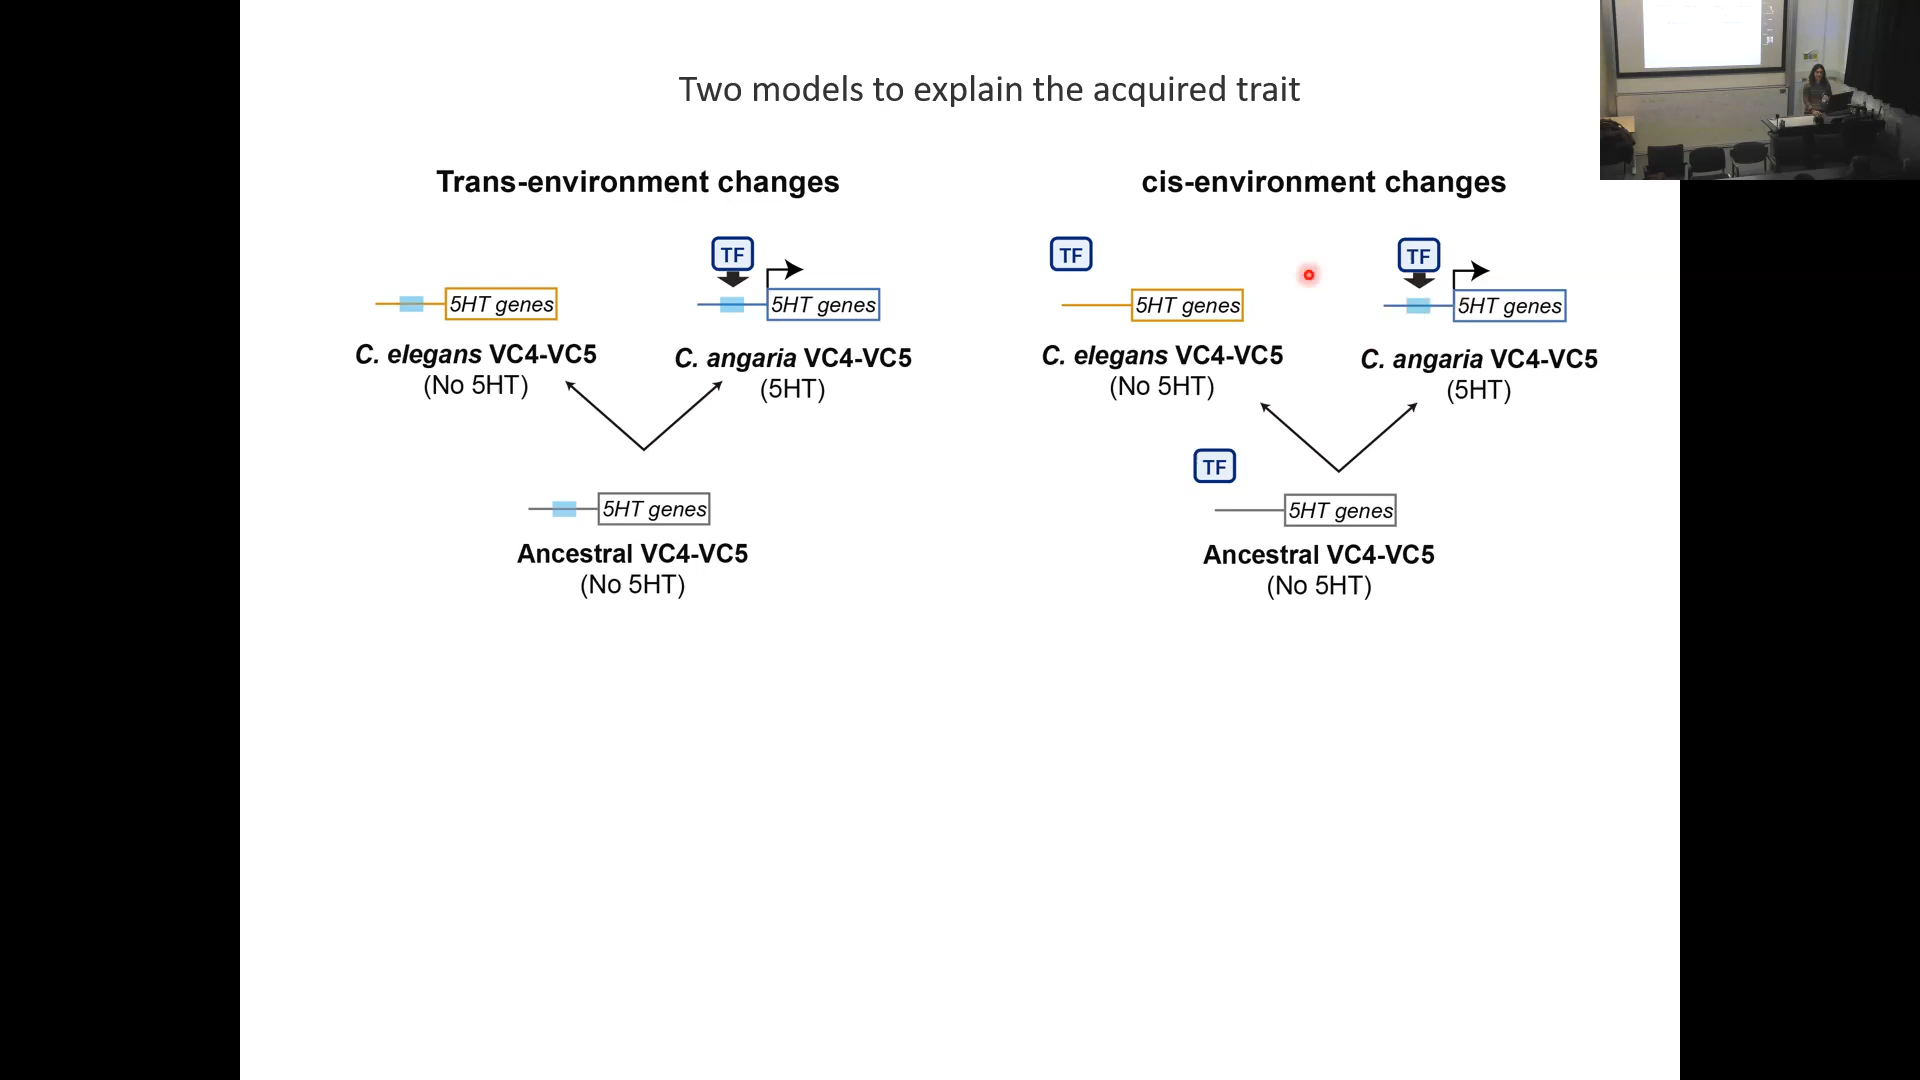 Two models to explain the acquired trait
Trans-environment changes
TF
5HT genes
5HT genes
C. elegans VC4-VC5
(No 5HT)
C. angaria VC4-VC5
(5HT)
5HT genes
Ancestral VC4-VC5
(No 5HT)
cis-environment changes
TF
TF
5HT genes
5HT genes
C. elegans VC4-VC5
(No 5HT)
C. angaria VC4-VC5
(5HT)
TF
5HT genes
Ancestral VC4-VC5
(No 5HT)